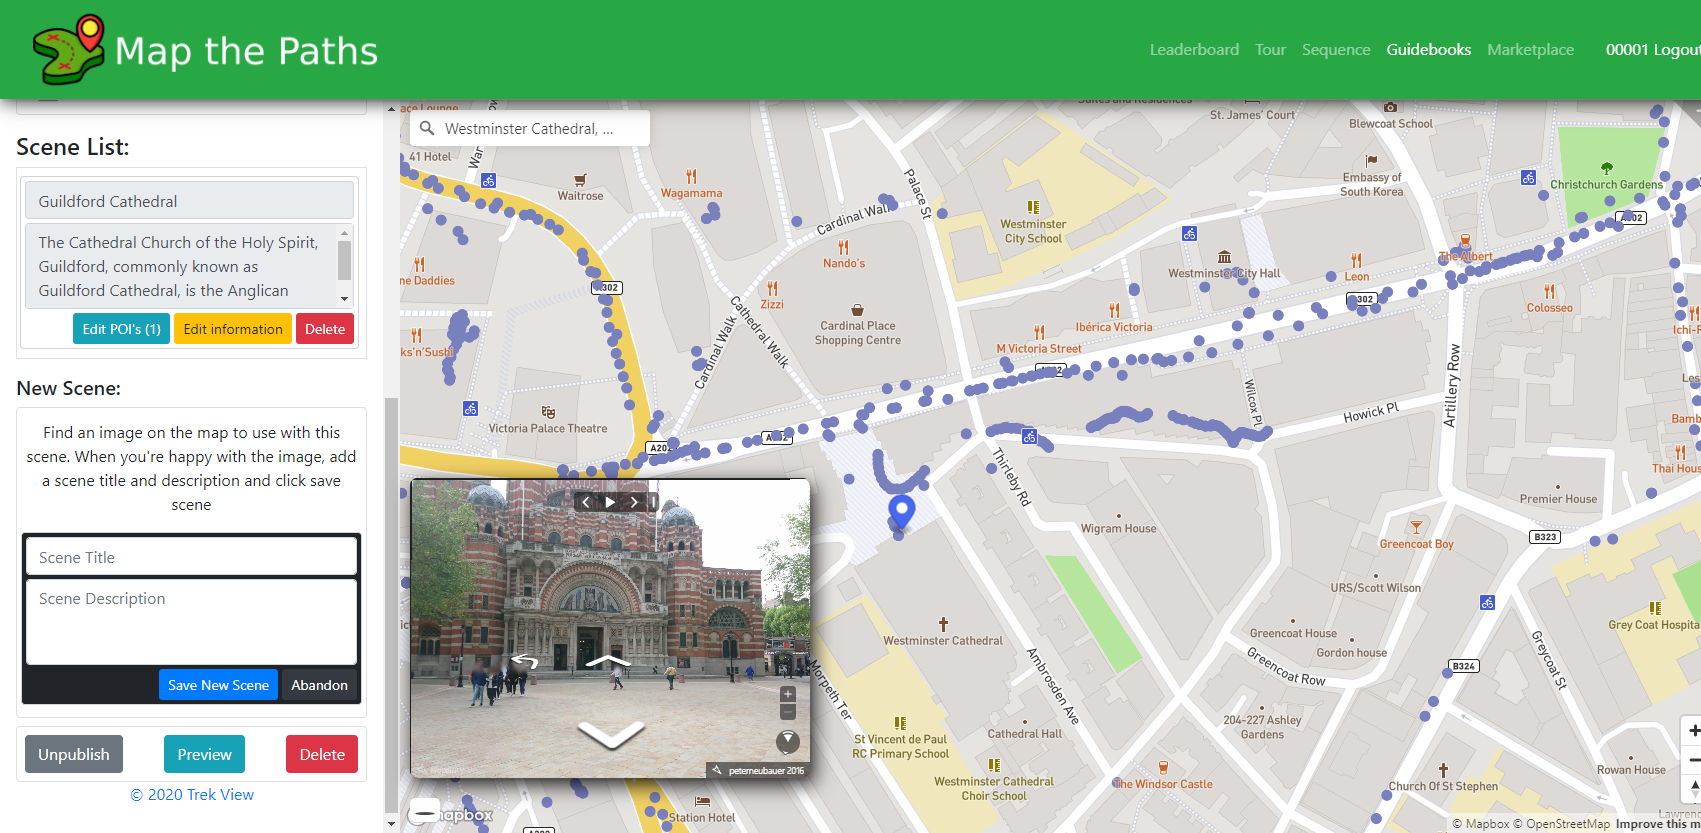 Map the Paths
Leaderboard
Tour
Sequence
Guidebooks
Marketplace
00001 Logout
Scene List:
Guildford Cathedral
The Cathedral Church of the Holy Spirit,
Guildford, commonly known as
Guildford Cathedral, is the Anglican
Edit POI's (1)
Edit information
Delete
New Scene:
Find an image on the map to use with this
scene. When you're happy with the image, add
a scene title and description and click save
scene
Scene Title
Scene Description
Save New Scene
Abandon
Unpublish
Preview
Delete
© 2020 Trek View
Westminster Cathedral, ...
41 Hotel
War
Waitrose
Wagamama
Palace St
Cardinal Walk
Westminster
City School
St. James’ Court
Blewcoat School
Embassy of
South Korea
Christchurch Gardens
A302
The Albert
Nando’s
ne Daddies
A302
Zizzi
Westminster City Hall
Leon
A302
Colosseo
Cardinal Place
Shopping Centre
Ibérica Victoria
M Victoria Street
ks'n'Sushi
Cathedral Walk
Cardinal Walk
A302
Artillery Row
Wilcox Pl
Howick Pl
Victoria Palace Theatre
A302
Thirleby Rd
Thai Hous
Premier House
Wigram House
Greencoat Boy
B323
URS/Scott Wilson
Westminster Cathedral
Greencoat House
Gordon house
Grey Coat Hospita
Greencoat Row
B324
Greycoat St
Morpeth Ter
Ambrosden Ave
204-227 Ashley
Gardens
Cathedral Hall
St Vincent de Paul
RC Primary School
Westminster Cathedral
Choir School
The Windsor Castle
Church Of St Stephen
Rowan House
peterneubauer 2016
Station Hotel
mapbox
© Mapbox © OpenStreetMap Improve this m